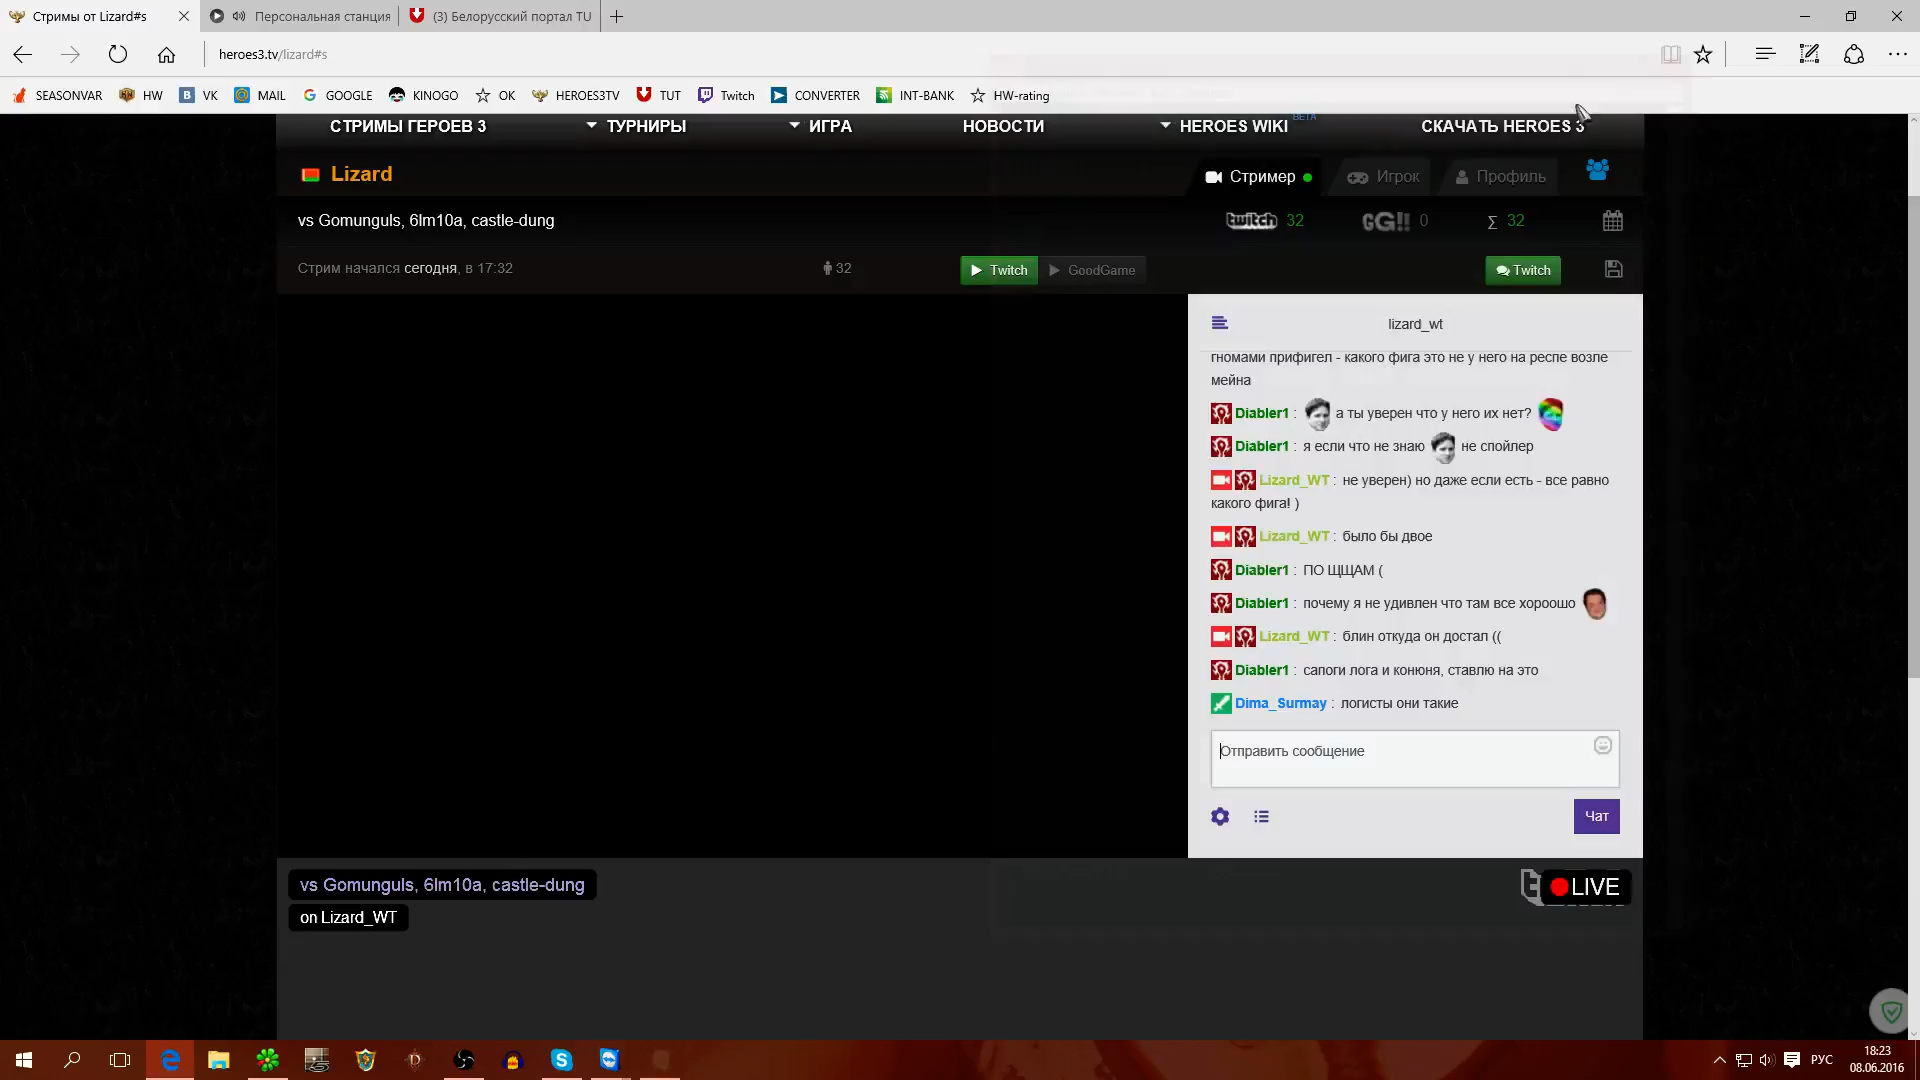 Стримы от Lizard#s
Персональная станция
(3) Белорусский портал TU
heroes3.tv/lizard#s
SEASONVAR HW VK MAIL GOOGLE KINOGO OK HEROES3TV TUT Twitch CONVERTER INT-BANK HW-rating
СТРИМЫ ГЕРОЕВ 3 ТУРНИРЫ ИГРА НОВОСТИ HEROES WIKI BETA СКАЧАТЬ HEROES 3
Lizard
Стример Игрок Профиль
vs Gomunguls, 6lm10a, castle-dung
twitch 32 GG!! 0 ∑ 32
Стрим начался сегодня, в 17:32
32
Twitch GoodGame
Twitch
lizard_wt
гномами прифигел - какого фига это не у него на респе возле
мейна
Diabler1 : а ты уверен что у него их нет?
Diabler1 : я если что не знаю не спойлер
Lizard_WT : не уверен) но даже если есть - все равно
какого фига! )
Lizard_WT : было бы двое
Diabler1 : ПО ЩЩАМ (
Diabler1 : почему я не удивлен что там все хороошо
Lizard_WT : блин откуда он достал ((
Diabler1 : сапоги лога и конюня, ставлю на это
Dima_Surmay : логисты они такие
Отправить сообщение
Чат
vs Gomunguls, 6lm10a, castle-dung
on Lizard_WT
LIVE
РУС
18:23
08.06.2016